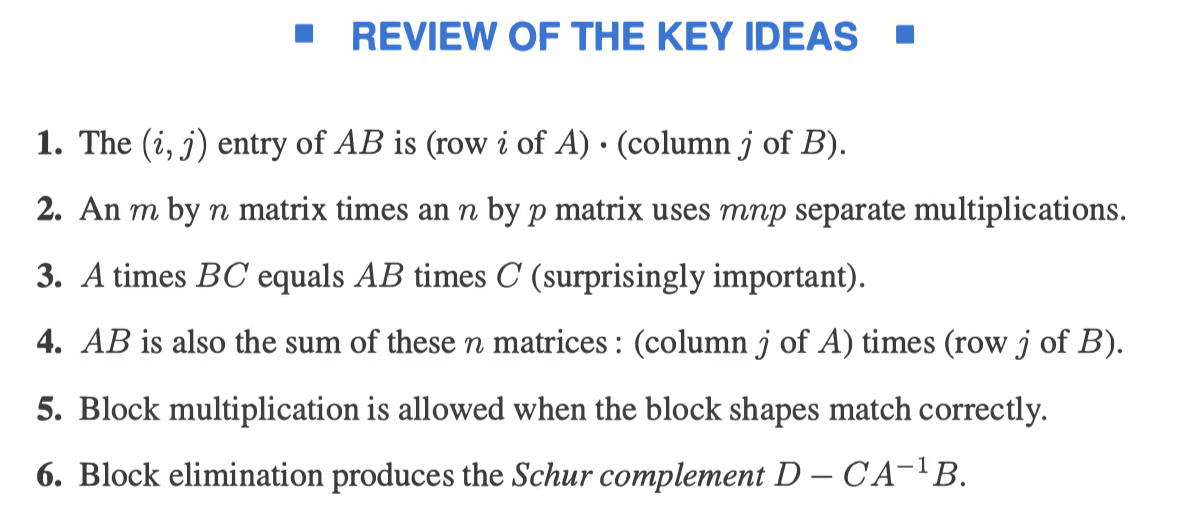 ■ REVIEW OF THE KEY IDEAS ■
1. The (i, j) entry of AB is (row i of A) · (column j of B).
2. An m by n matrix times an n by p matrix uses mnp separate multiplications.
3. A times BC equals AB times C (surprisingly important).
4. AB is also the sum of these n matrices : (column j of A) times (row j of B).
5. Block multiplication is allowed when the block shapes match correctly.
6. Block elimination produces the Schur complement D − CA⁻¹B.